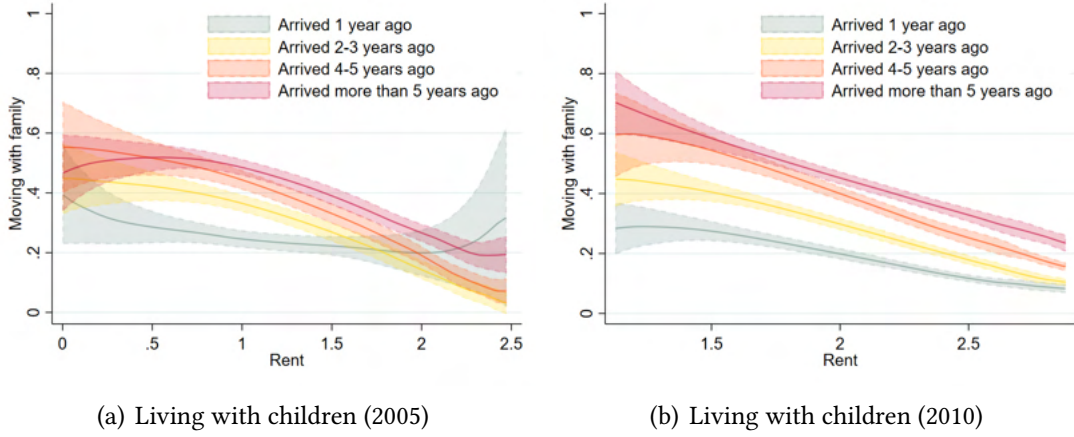 Moving with family
0 .2 .4 .6 .8 1
Arrived 1 year ago
Arrived 2-3 years ago
Arrived 4-5 years ago
Arrived more than 5 years ago
0 .5 1 1.5 2 2.5
Rent
(a) Living with children (2005)
Moving with family
0 .2 .4 .6 .8 1
Arrived 1 year ago
Arrived 2-3 years ago
Arrived 4-5 years ago
Arrived more than 5 years ago
1.5 2 2.5
Rent
(b) Living with children (2010)